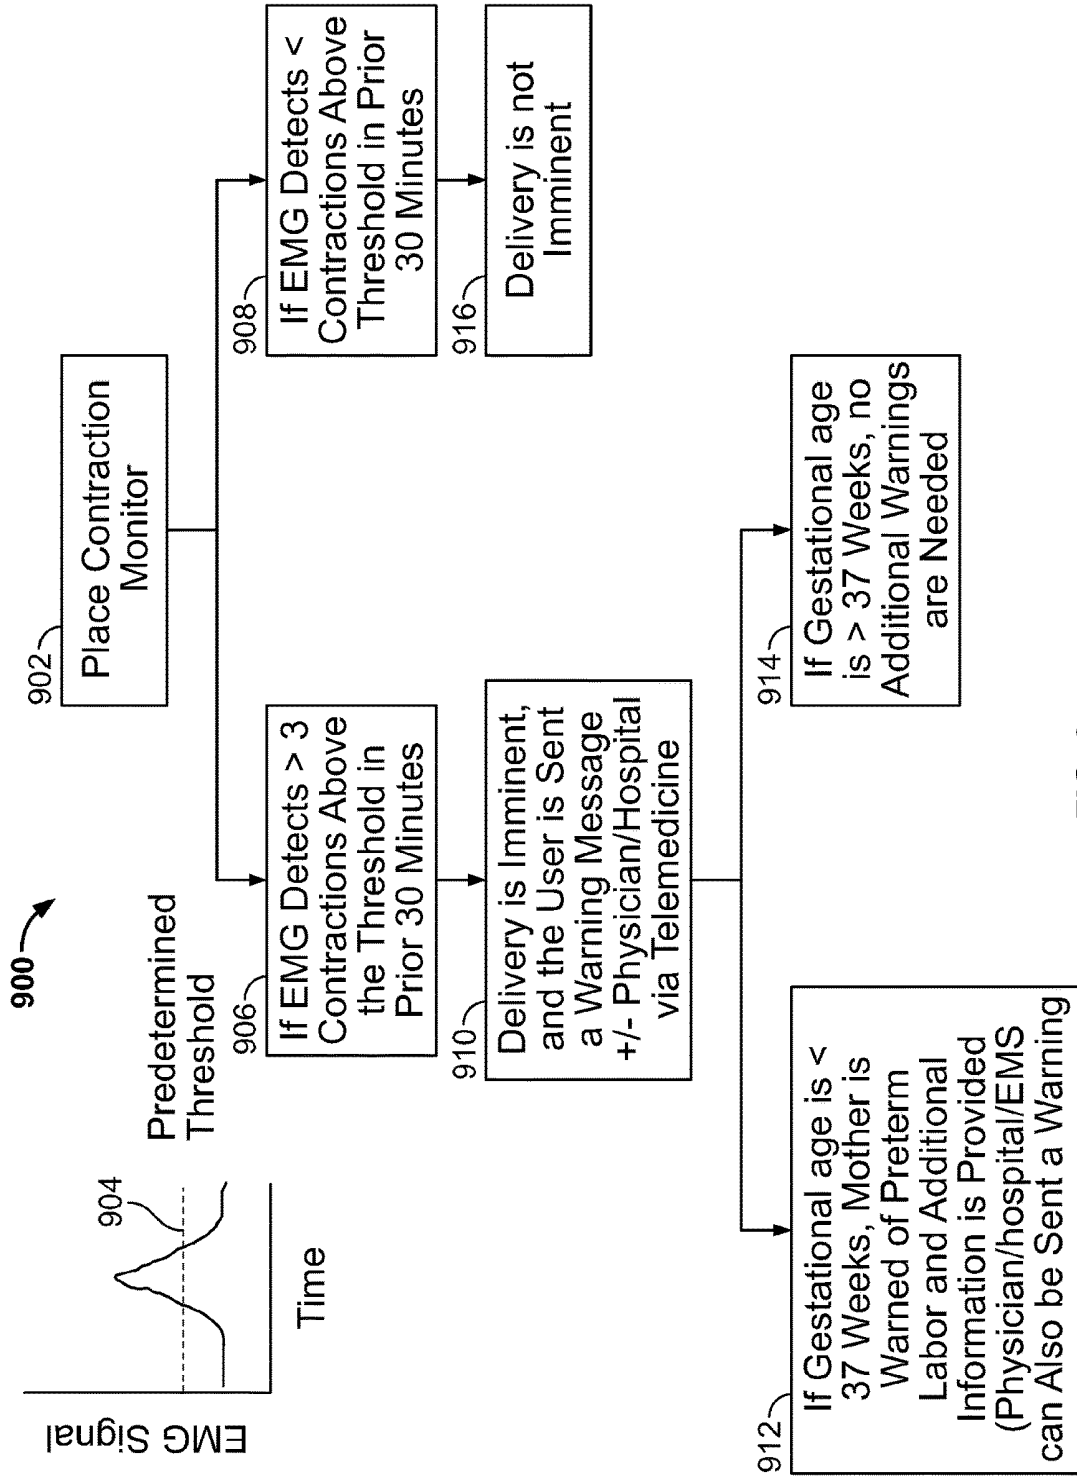 900
EMG Signal
Time
904
Predetermined
Threshold
902
Place Contraction
Monitor
906
If EMG Detects > 3
Contractions Above
the Threshold in
Prior 30 Minutes
908
If EMG Detects <
Contractions Above
Threshold in Prior
30 Minutes
910
Delivery is Imminent,
and the User is Sent
a Warning Message
+/- Physician/Hospital
via Telemedicine
916
Delivery is not
Imminent
912
If Gestational age is <
37 Weeks, Mother is
Warned of Preterm
Labor and Additional
Information is Provided
(Physician/hospital/EMS
can Also be Sent a Warning
914
If Gestational age
is > 37 Weeks, no
Additional Warnings
are Needed